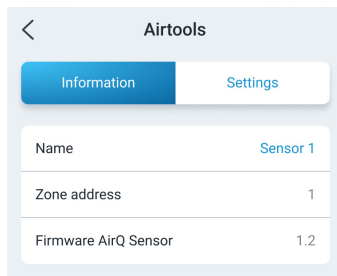 Airtools
Information Settings
Name Sensor 1
Zone address 1
Firmware AirQ Sensor 1.2